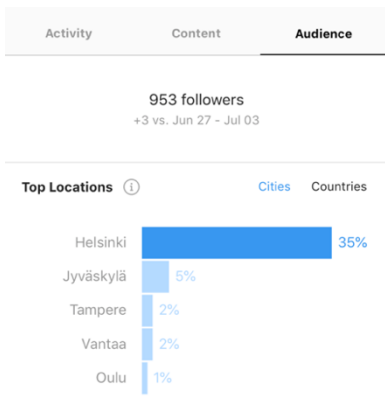 Activity Content Audience
953 followers
+3 vs. Jun 27 - Jul 03
Top Locations i Cities Countries
Helsinki 35%
Jyväskylä 5%
Tampere 2%
Vantaa 2%
Oulu 1%